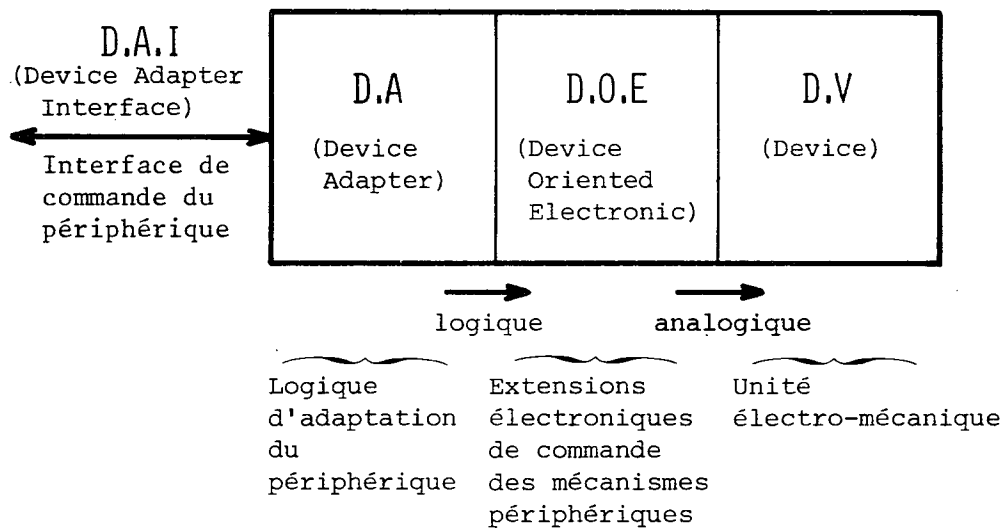 D.A.I
(Device Adapter
Interface)
Interface de
commande du
périphérique
D.A
(Device
Adapter)
D.O.E
(Device
Oriented
Electronic)
D.V
(Device)
logique
analogique
Logique
d'adaptation
du
périphérique
Extensions
électroniques
de commande
des mécanismes
périphériques
Unité
électro-mécanique